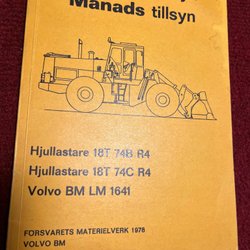 Månads tillsyn
Hjullastare 18T 74B R4
Hjullastare 18T 74C R4
Volvo BM LM 1641
FÖRSVARETS MATERIELVERK 1978
VOLVO BM